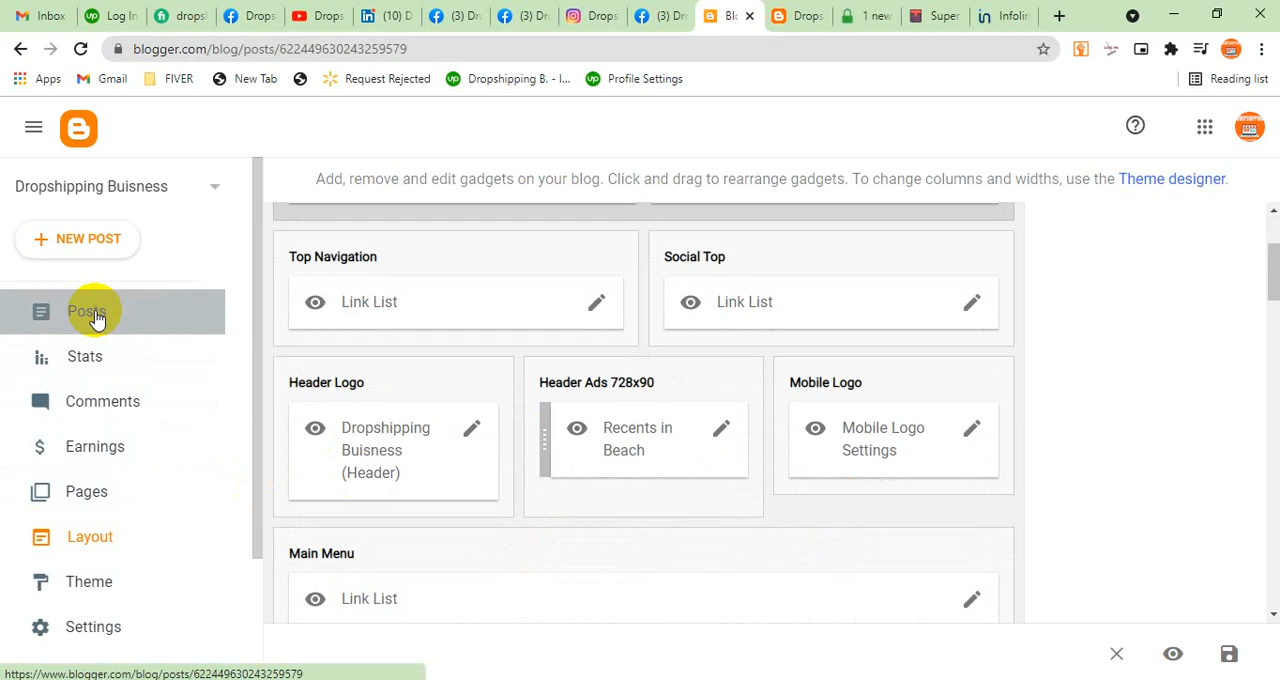 Inbox
Log In
drops
Drops
Drops
(10) D
(3) Dr
(3) Dr
Drops
(3) Dr
Blo
Drops
1 new
Super
Infolin
blogger.com/blog/posts/622449630243259579
Apps
Gmail
FIVER
New Tab
Request Rejected
Dropshipping B. - I...
Profile Settings
Reading list
Dropshipping Buisness
Add, remove and edit gadgets on your blog. Click and drag to rearrange gadgets. To change columns and widths, use the Theme designer.
+ NEW POST
Posts
Stats
Comments
Earnings
Pages
Layout
Theme
Settings
Top Navigation
Link List
Social Top
Link List
Header Logo
Dropshipping
Buisness
(Header)
Header Ads 728x90
Recents in
Beach
Mobile Logo
Mobile Logo
Settings
Main Menu
Link List
https://www.blogger.com/blog/posts/622449630243259579